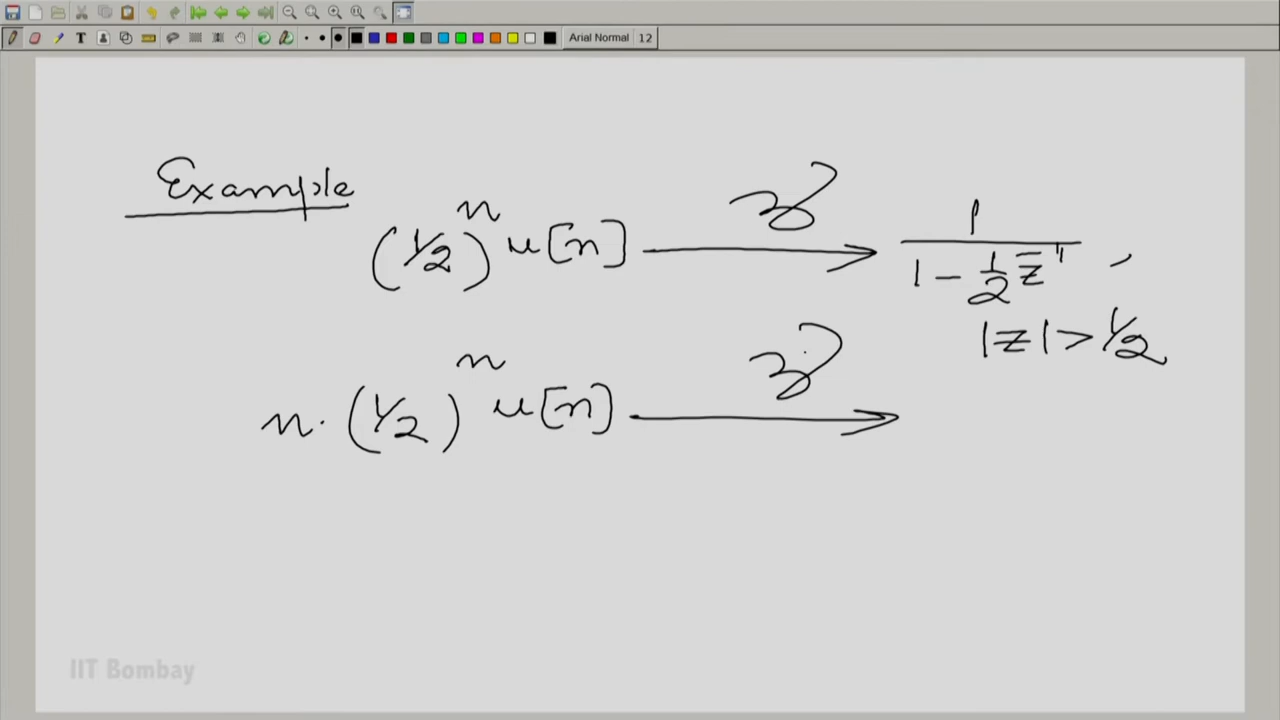 Arial Normal 12
Example
(1/2)^n u[n] → 1/(1 - 1/2 z^-1) ,
|z| > 1/2
n · (1/2)^n u[n] →
IIT Bombay